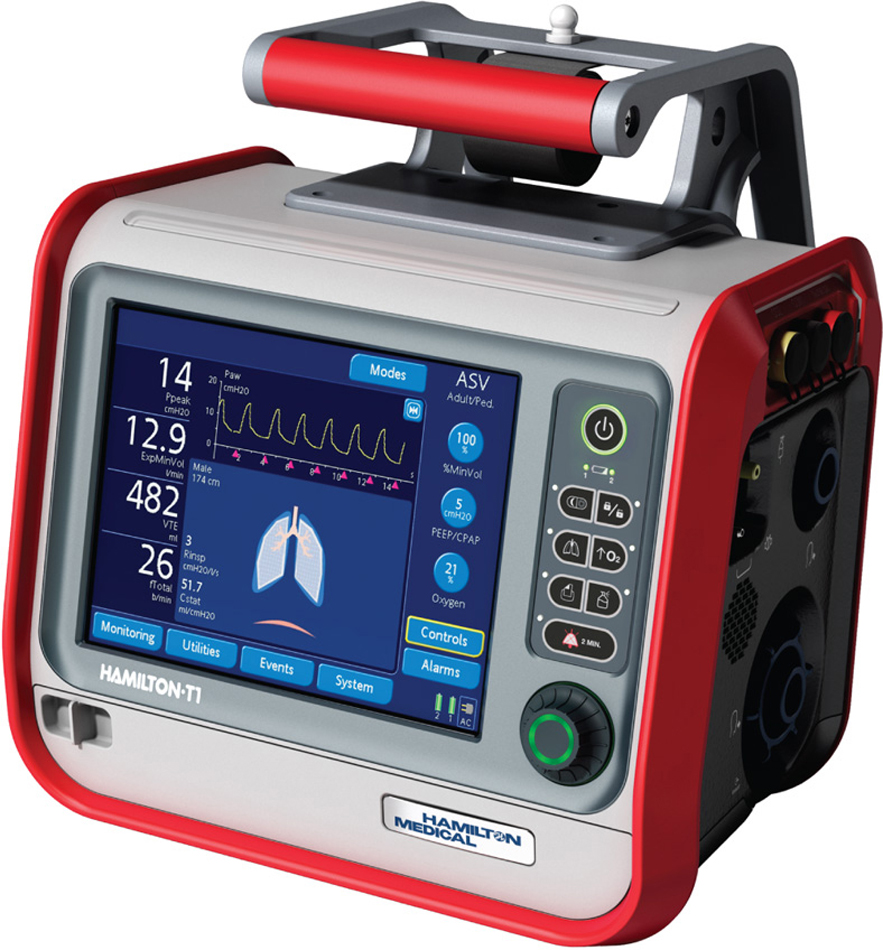 Modes
ASV
Adult/Ped.
14
Ppeak
cmH2O
20
Paw
cmH2O
10
0
2 4 6 8 10 12 14 s
12.9
ExpMinVol
l/min
482
VTE
ml
26
fTotal
b/min
Male
174 cm
3
Rinsp
cmH2O/l/s
51.7
Cstat
ml/cmH2O
100
%
%MinVol
5
cmH2O
PEEP/CPAP
21
%
Oxygen
Controls
Alarms
Monitoring
Utilities
Events
System
2 1 AC
1 2
O2
2 MIN.
HAMILTON-T1
HAMILTON
MEDICAL